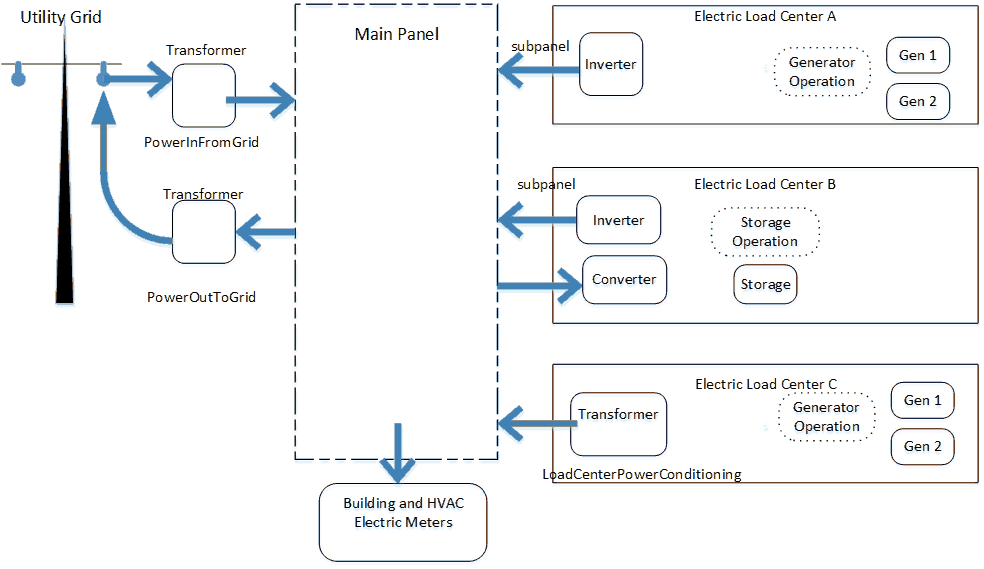 Utility Grid
Transformer
PowerInFromGrid
Transformer
PowerOutToGrid
Main Panel
Building and HVAC
Electric Meters
Electric Load Center A
subpanel
Inverter
Generator
Operation
Gen 1
Gen 2
Electric Load Center B
subpanel
Inverter
Storage
Operation
Converter
Storage
Electric Load Center C
Transformer
Generator
Operation
Gen 1
Gen 2
LoadCenterPowerConditioning